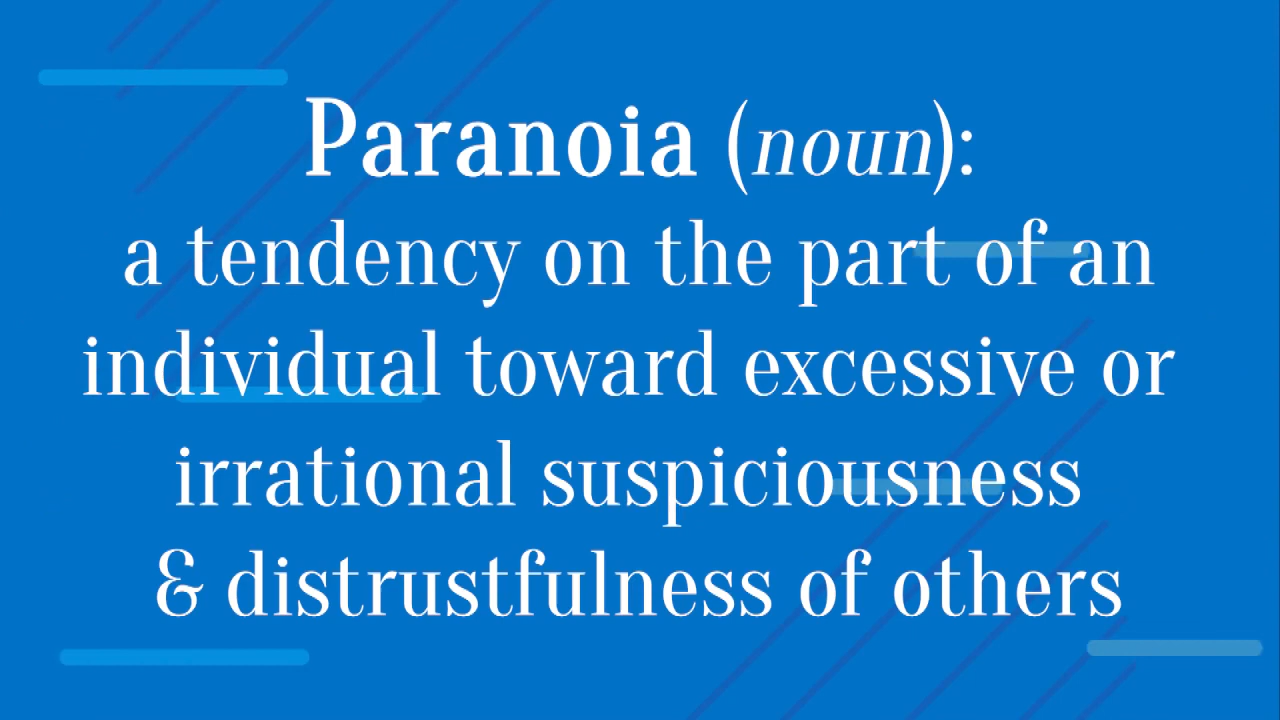 Paranoia (noun):
a tendency on the part of an
individual toward excessive or
irrational suspiciousness
& distrustfulness of others